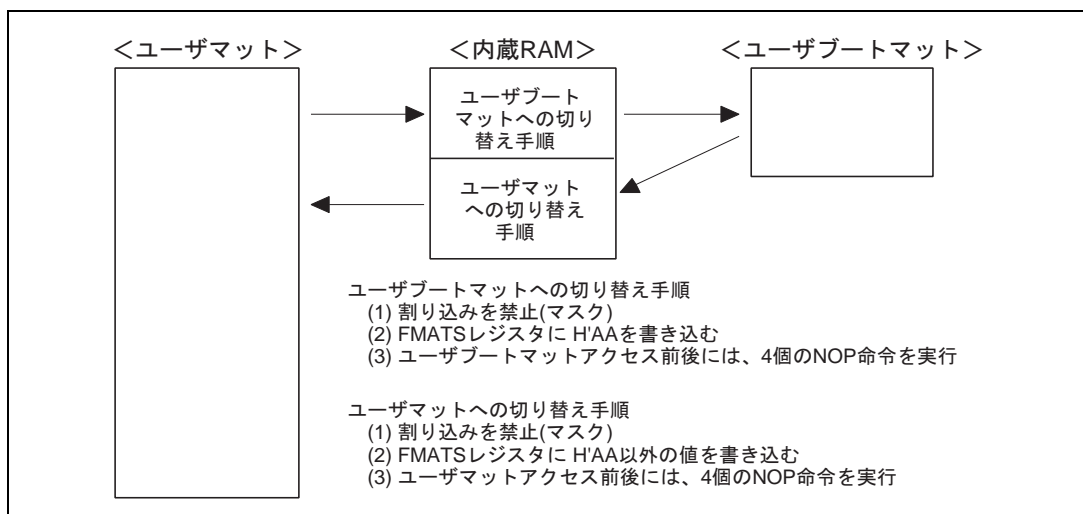 ＜ユーザマット＞
＜内蔵RAM＞
＜ユーザブートマット＞
ユーザブート
マットへの切り
替え手順
ユーザマット
への切り替え
手順
ユーザブートマットへの切り替え手順
(1) 割り込みを禁止(マスク)
(2) FMATSレジスタに H'AAを書き込む
(3) ユーザブートマットアクセス前後には、4個のNOP命令を実行
ユーザマットへの切り替え手順
(1) 割り込みを禁止(マスク)
(2) FMATSレジスタに H'AA以外の値を書き込む
(3) ユーザマットアクセス前後には、4個のNOP命令を実行